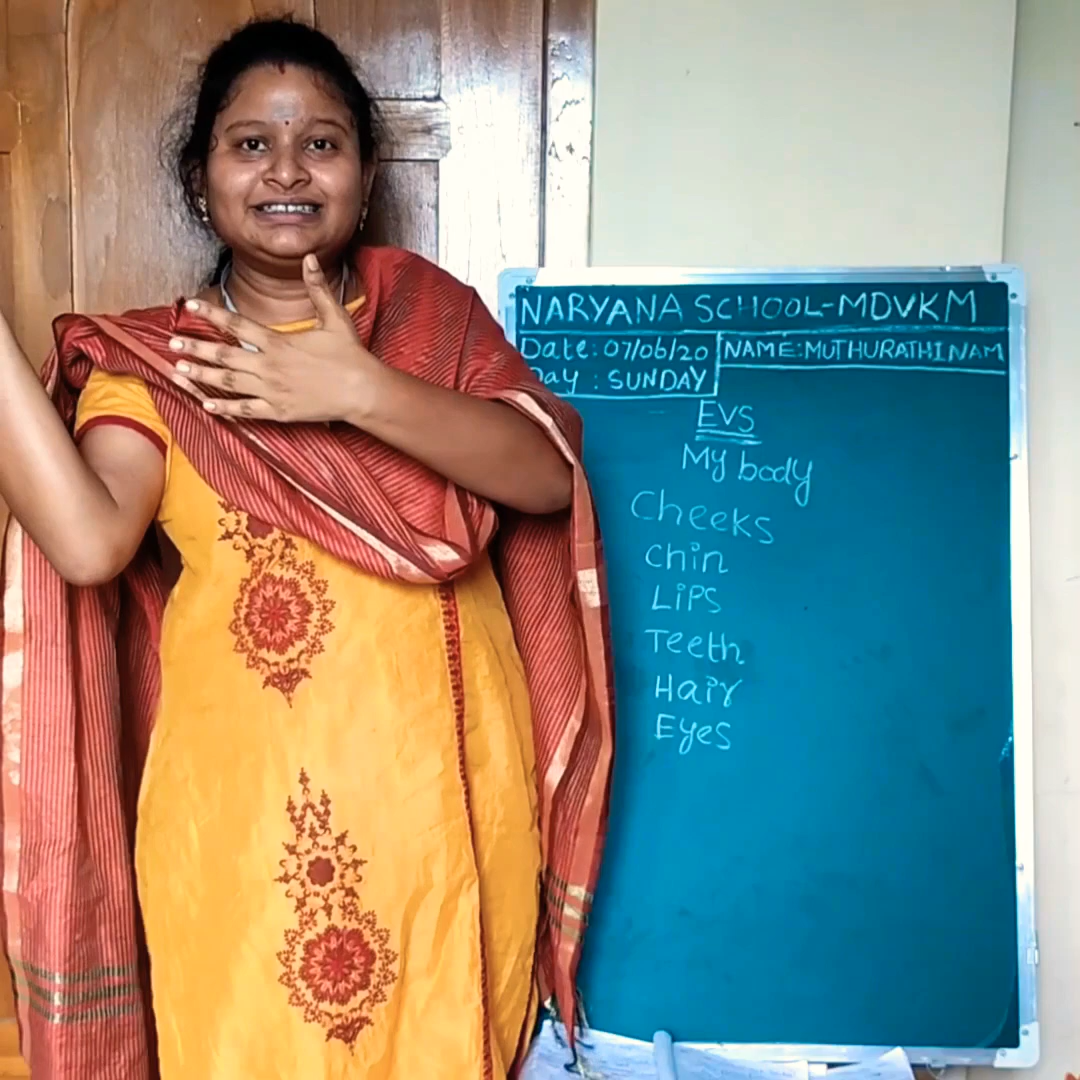 NARYANA SCHOOL-MDVKM
Date: 07/06/20
NAME:MUTHURATHINAM
Day : SUNDAY
EVS
My body
Cheeks
Chin
Lips
Teeth
Hair
Eyes